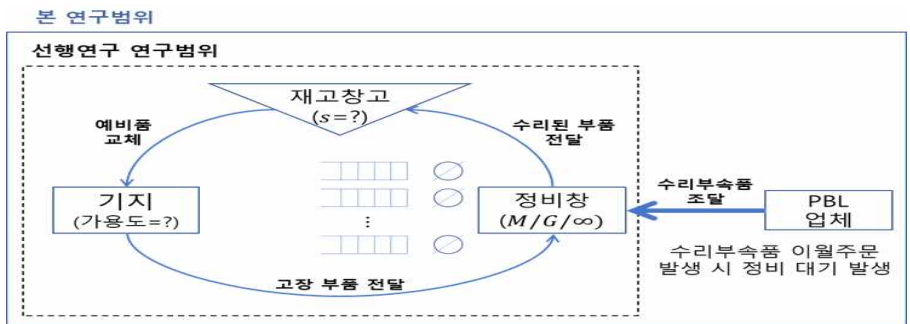 본 연구범위
선행연구 연구범위
재고창고
(s=?)
예비품
교체
수리된 부품
전달
기지
(가용도=?)
⋮
정비창
(M/G/∞)
수리부속품
조달
PBL
업체
고장 부품 전달
수리부속품 이월주문
발생 시 정비 대기 발생